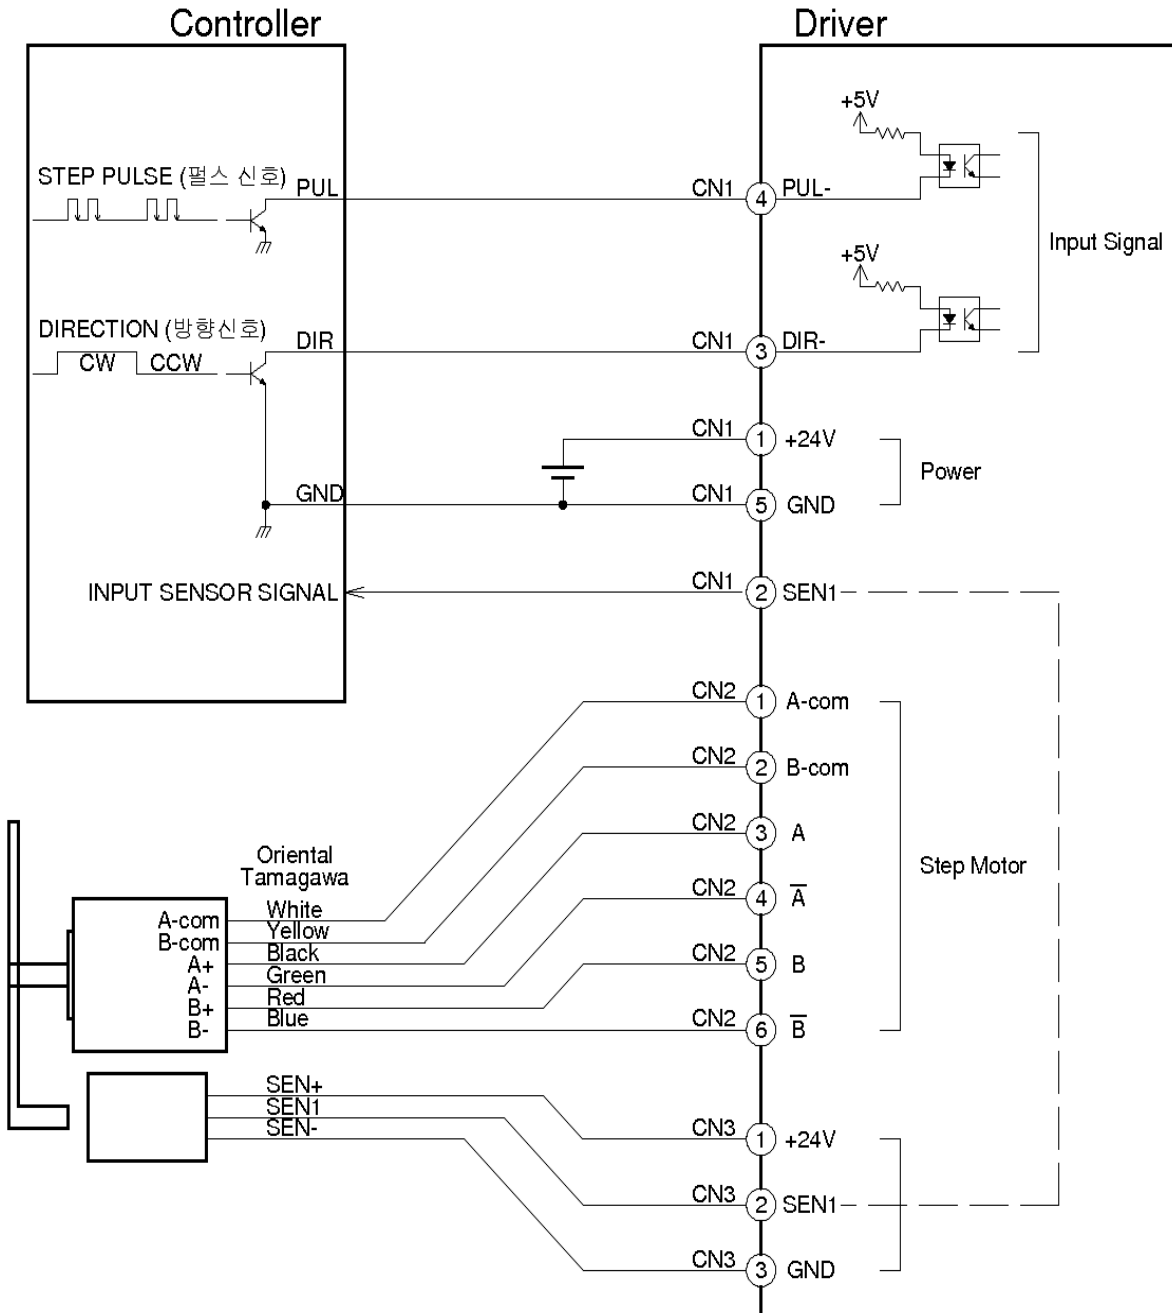 Controller
Driver
+5V
STEP PULSE (펄스 신호)
PUL
CN1
4
PUL-
Input Signal
+5V
DIRECTION (방향신호)
CW
CCW
DIR
CN1
3
DIR-
CN1
1
+24V
Power
GND
CN1
5
GND
INPUT SENSOR SIGNAL
CN1
2
SEN1
CN2
1
A-com
CN2
2
B-com
CN2
3
A
Step Motor
CN2
4
A̅
CN2
5
B
CN2
6
B̅
Oriental
Tamagawa
A-com
White
B-com
Yellow
A+
Black
A-
Green
B+
Red
B-
Blue
SEN+
SEN1
SEN-
CN3
1
+24V
CN3
2
SEN1
CN3
3
GND